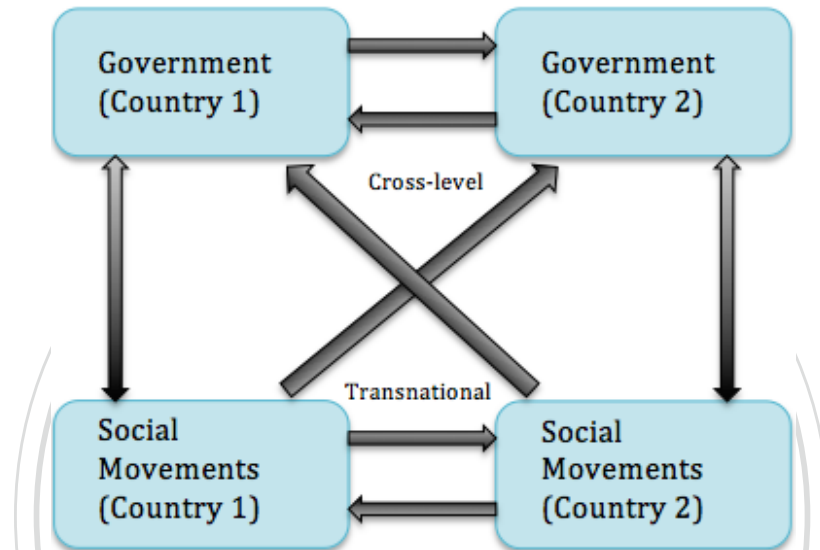 Government
(Country 1)
Government
(Country 2)
Cross-level
Transnational
Social
Movements
(Country 1)
Social
Movements
(Country 2)